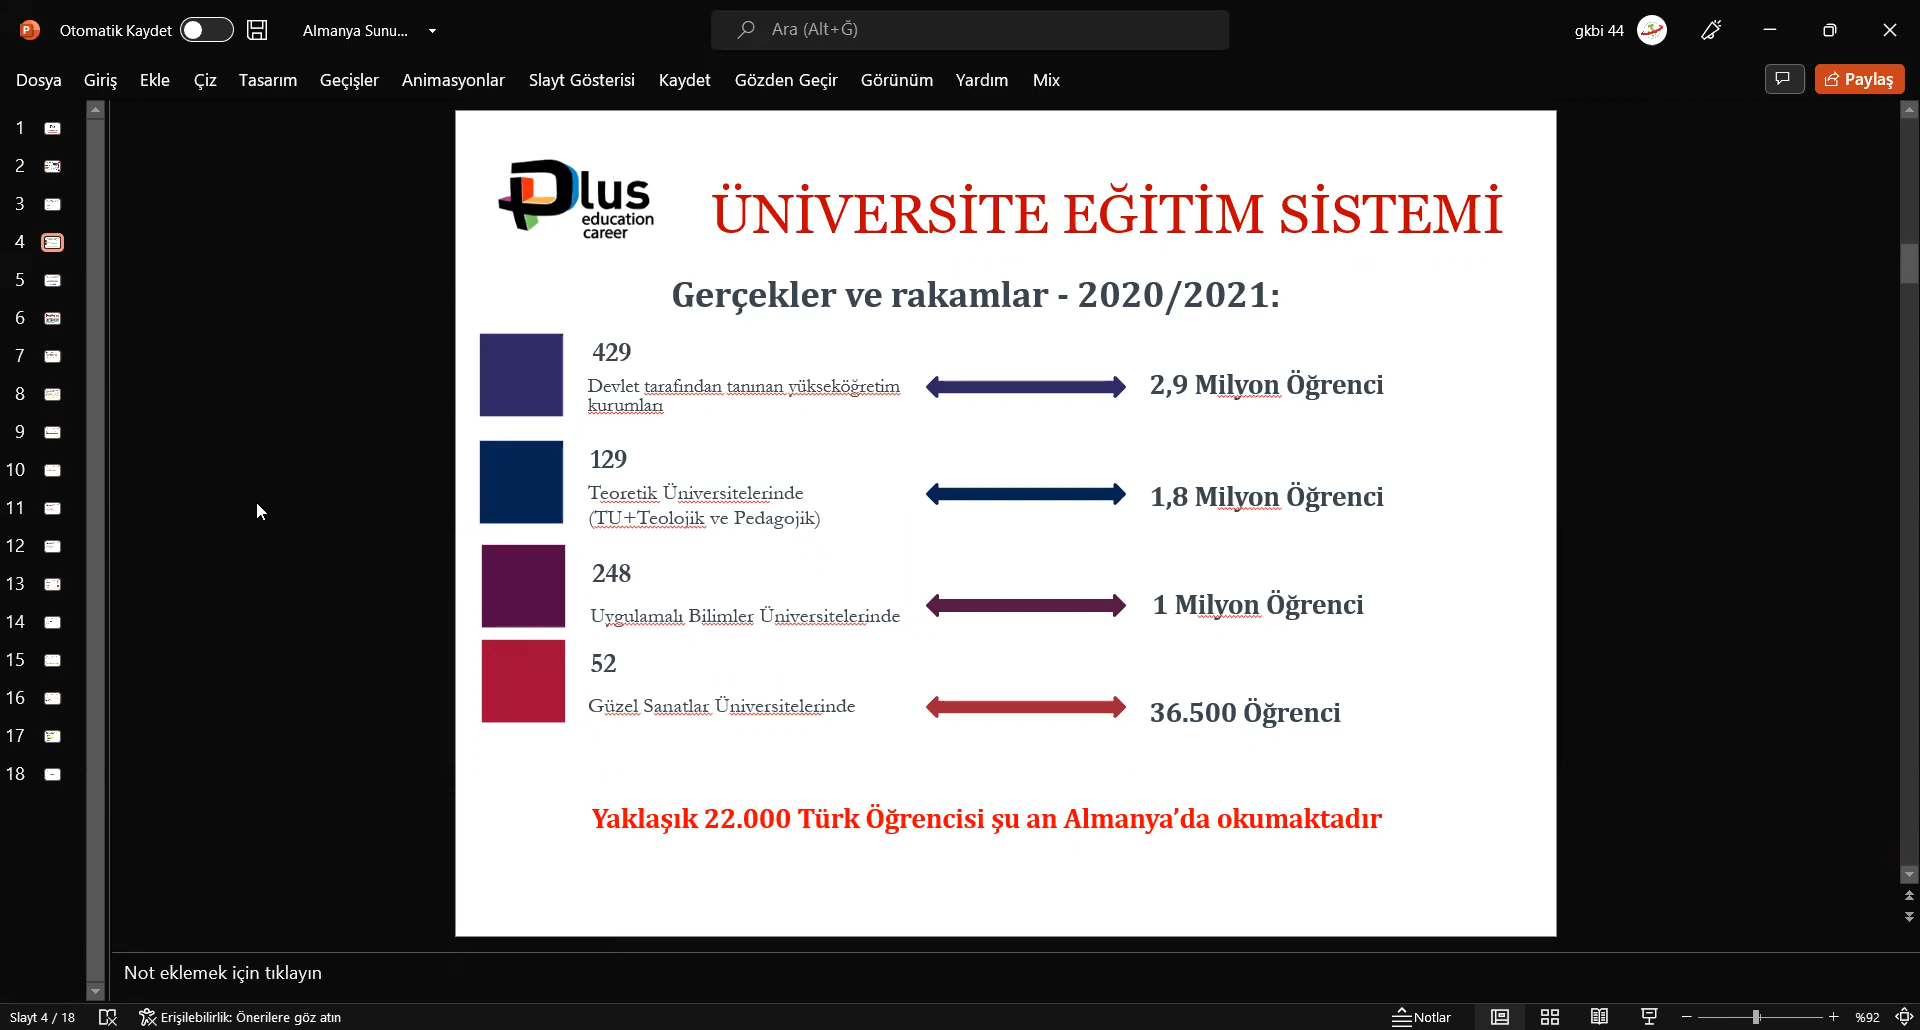 Otomatik Kaydet
Almanya Sunu...
Ara (Alt+Ğ)
gkbi 44
Dosya Giriş Ekle Çiz Tasarım Geçişler Animasyonlar Slayt Gösterisi Kaydet Gözden Geçir Görünüm Yardım Mix
Paylaş
1
2
3
4
5
6
7
8
9
10
11
12
13
14
15
16
17
18
Plus
education
career
ÜNİVERSİTE EĞİTİM SİSTEMİ
Gerçekler ve rakamlar - 2020/2021:
429
Devlet tarafından tanınan yükseköğretim
kurumları
2,9 Milyon Öğrenci
129
Teoretik Üniversitelerinde
(TU+Teolojik ve Pedagojik)
1,8 Milyon Öğrenci
248
Uygulamalı Bilimler Üniversitelerinde
1 Milyon Öğrenci
52
Güzel Sanatlar Üniversitelerinde
36.500 Öğrenci
Yaklaşık 22.000 Türk Öğrencisi şu an Almanya’da okumaktadır
Not eklemek için tıklayın
Slayt 4 / 18
Erişilebilirlik: Önerilere göz atın
Notlar
%92